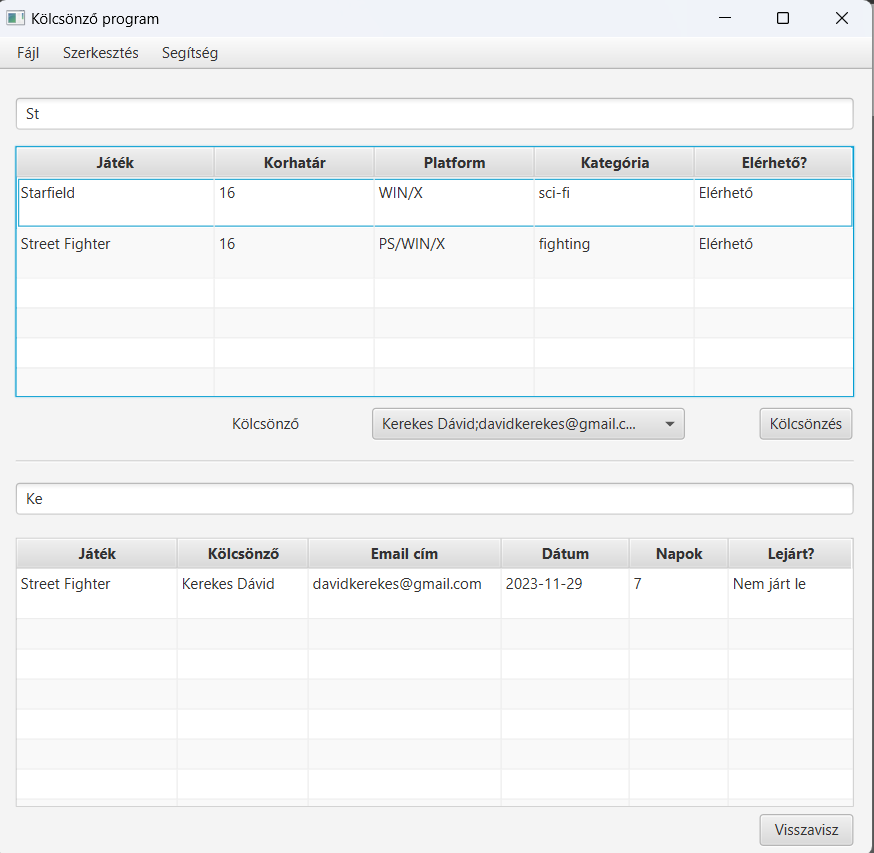 Kölcsönző program
Fájl Szerkesztés Segítség
St
Játék Korhatár Platform Kategória Elérhető?
Starfield 16 WIN/X sci-fi Elérhető
Street Fighter 16 PS/WIN/X fighting Elérhető
Kölcsönző Kerekes Dávid;davidkerekes@gmail.c... Kölcsönzés
Ke
Játék Kölcsönző Email cím Dátum Napok Lejárt?
Street Fighter Kerekes Dávid davidkerekes@gmail.com 2023-11-29 7 Nem járt le
Visszavisz